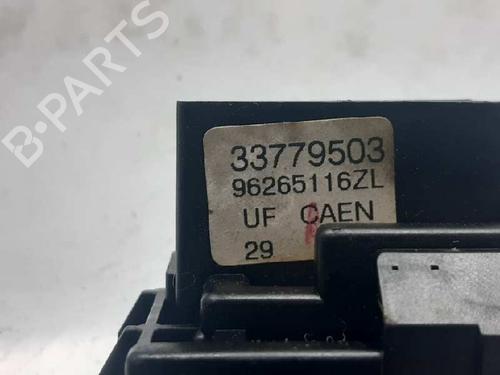 B-PARTS
33779503
96265116ZL
UF CAEN
29